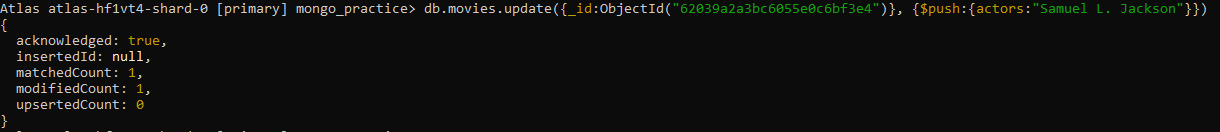 Atlas atlas-hf1vt4-shard-0 [primary] mongo_practice> db.movies.update({_id:ObjectId("62039a2a3bc6055e0c6bf3e4")}, {$push:{actors:"Samuel L. Jackson"}})
{
  acknowledged: true,
  insertedId: null,
  matchedCount: 1,
  modifiedCount: 1,
  upsertedCount: 0
}